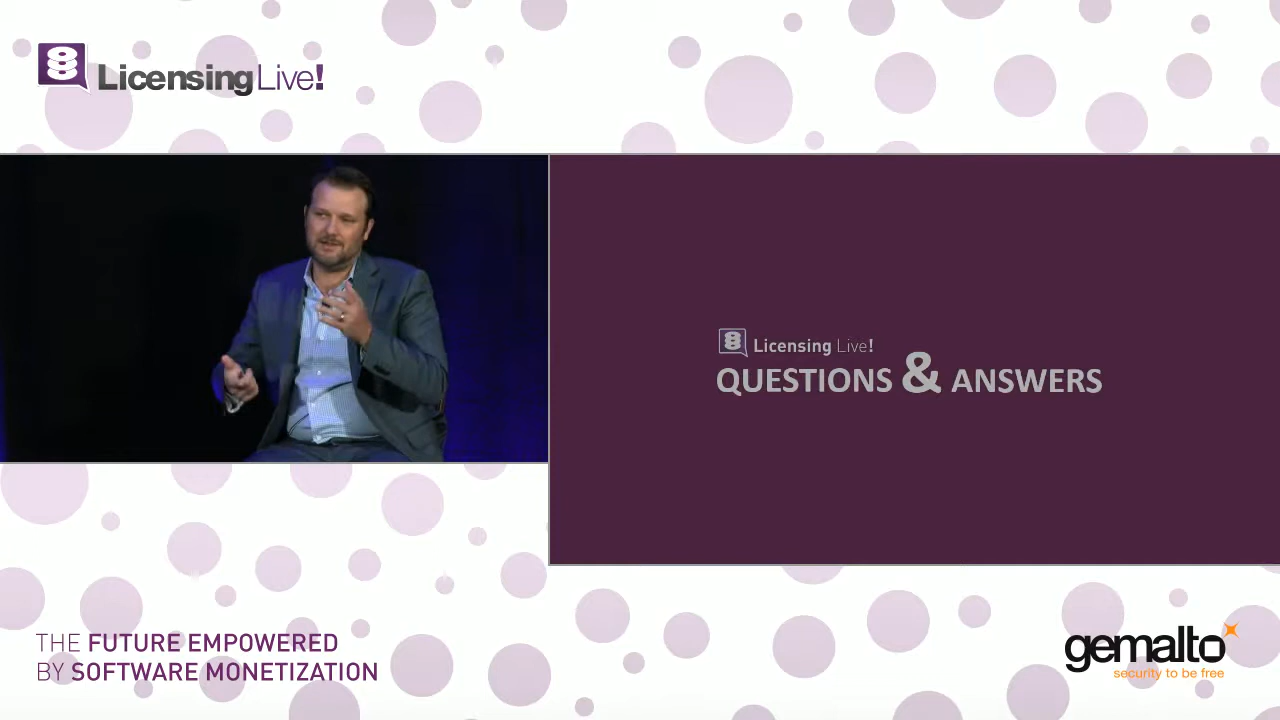 Licensing Live!
Licensing Live!
QUESTIONS & ANSWERS
THE FUTURE EMPOWERED
BY SOFTWARE MONETIZATION
gemalto
security to be free